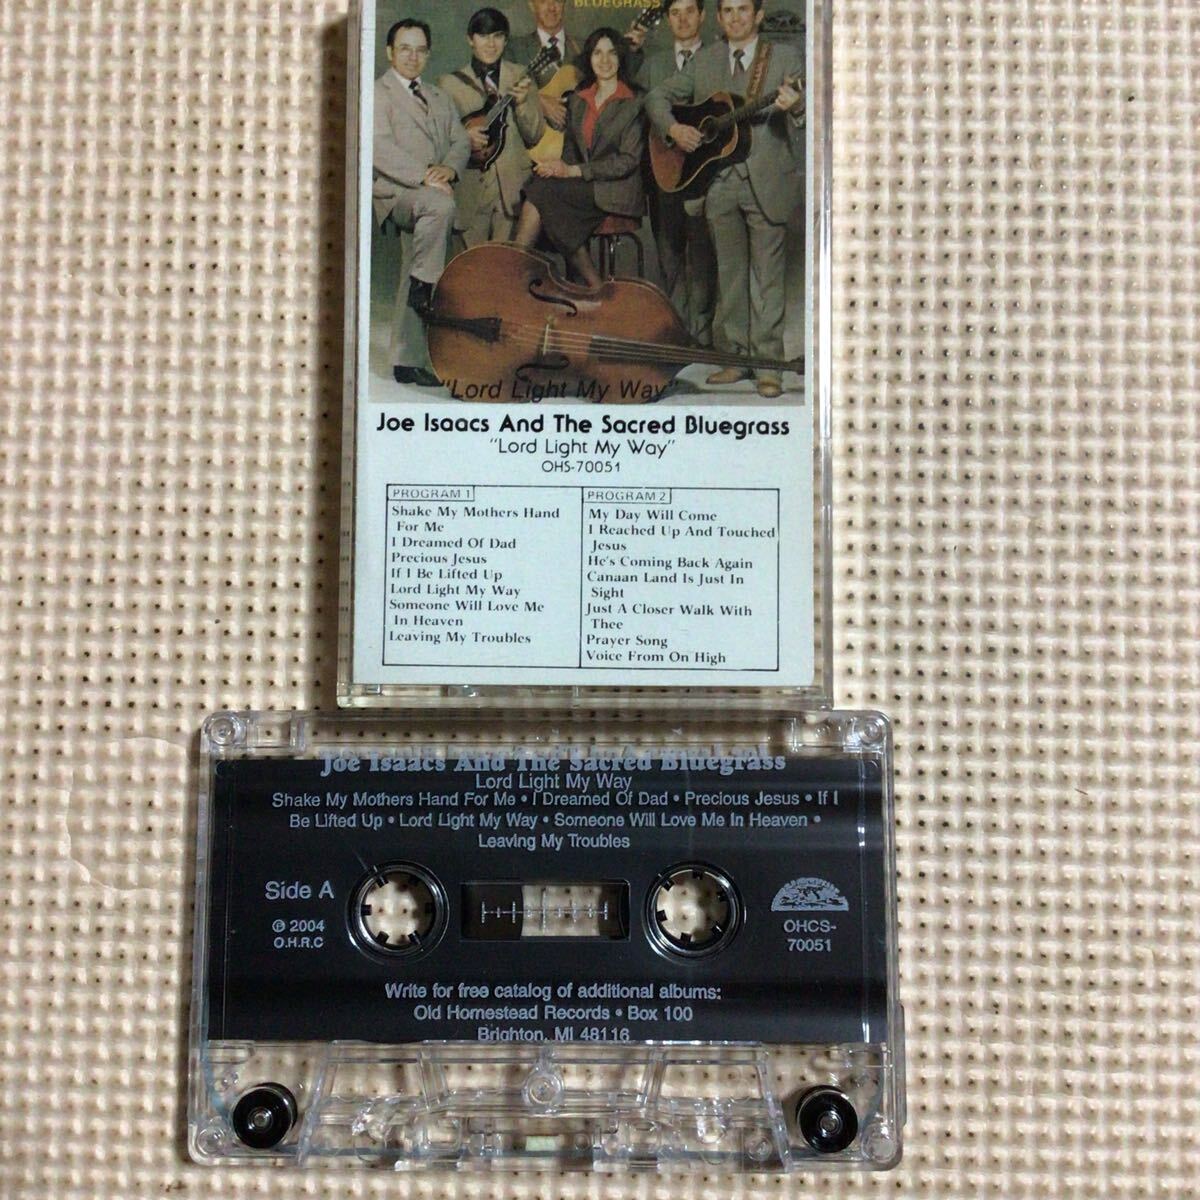 BLUEGRASS
"Lord Light My Way"
Joe Isaacs And The Sacred Bluegrass
"Lord Light My Way"
OHS-70051
PROGRAM 1
Shake My Mothers Hand
For Me
I Dreamed Of Dad
Precious Jesus
If I Be Lifted Up
Lord Light My Way
Someone Will Love Me
In Heaven
Leaving My Troubles
PROGRAM 2
My Day Will Come
I Reached Up And Touched
Jesus
He's Coming Back Again
Canaan Land Is Just In
Sight
Just A Closer Walk With
Thee
Prayer Song
Voice From On High
Joe Isaacs And The Sacred Bluegrass
Lord Light My Way
Shake My Mothers Hand For Me • I Dreamed Of Dad • Precious Jesus • If I
Be Lifted Up • Lord Light My Way • Someone Will Love Me In Heaven •
Leaving My Troubles
Side A
℗ 2004
O.H.R.C
OHCS-
70051
Write for free catalog of additional albums:
Old Homestead Records • Box 100
Brighton, MI 48116